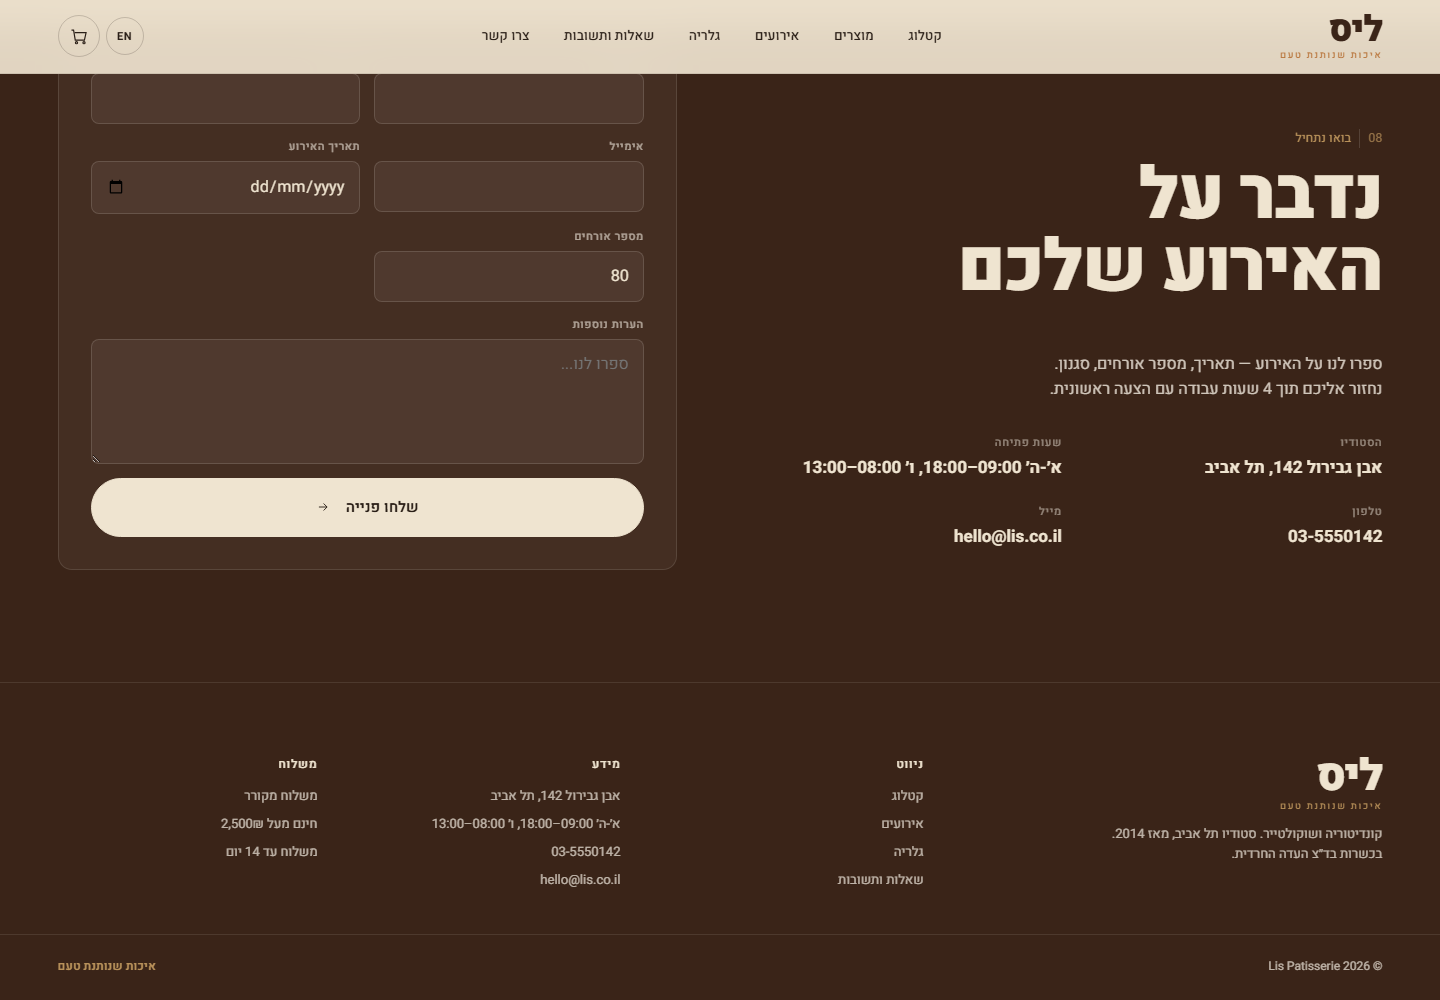 ליס
איכות שנותנת טעם
קטלוג
מוצרים
אירועים
גלריה
שאלות ותשובות
צרו קשר
EN
08 | בואו נתחיל
נדבר על
האירוע שלכם
ספרו לנו על האירוע — תאריך, מספר אורחים, סגנון.
נחזור אליכם תוך 4 שעות עבודה עם הצעה ראשונית.
הסטודיו
אבן גבירול 142, תל אביב
שעות פתיחה
א׳-ה׳ 09:00–18:00, ו׳ 08:00–13:00
טלפון
03-5550142
מייל
hello@lis.co.il
אימייל
תאריך האירוע
dd/mm/yyyy
מספר אורחים
80
הערות נוספות
ספרו לנו...
שלחו פנייה →
ליס
איכות שנותנת טעם
קונדיטוריה ושוקולטייר. סטודיו תל אביב, מאז 2014.
בכשרות בד״צ העדה החרדית.
ניווט
קטלוג
אירועים
גלריה
שאלות ותשובות
מידע
אבן גבירול 142, תל אביב
א׳-ה׳ 09:00–18:00, ו׳ 08:00–13:00
03-5550142
hello@lis.co.il
משלוח
משלוח מקורר
חינם מעל ₪2,500
משלוח עד 14 יום
© 2026 Lis Patisserie
איכות שנותנת טעם